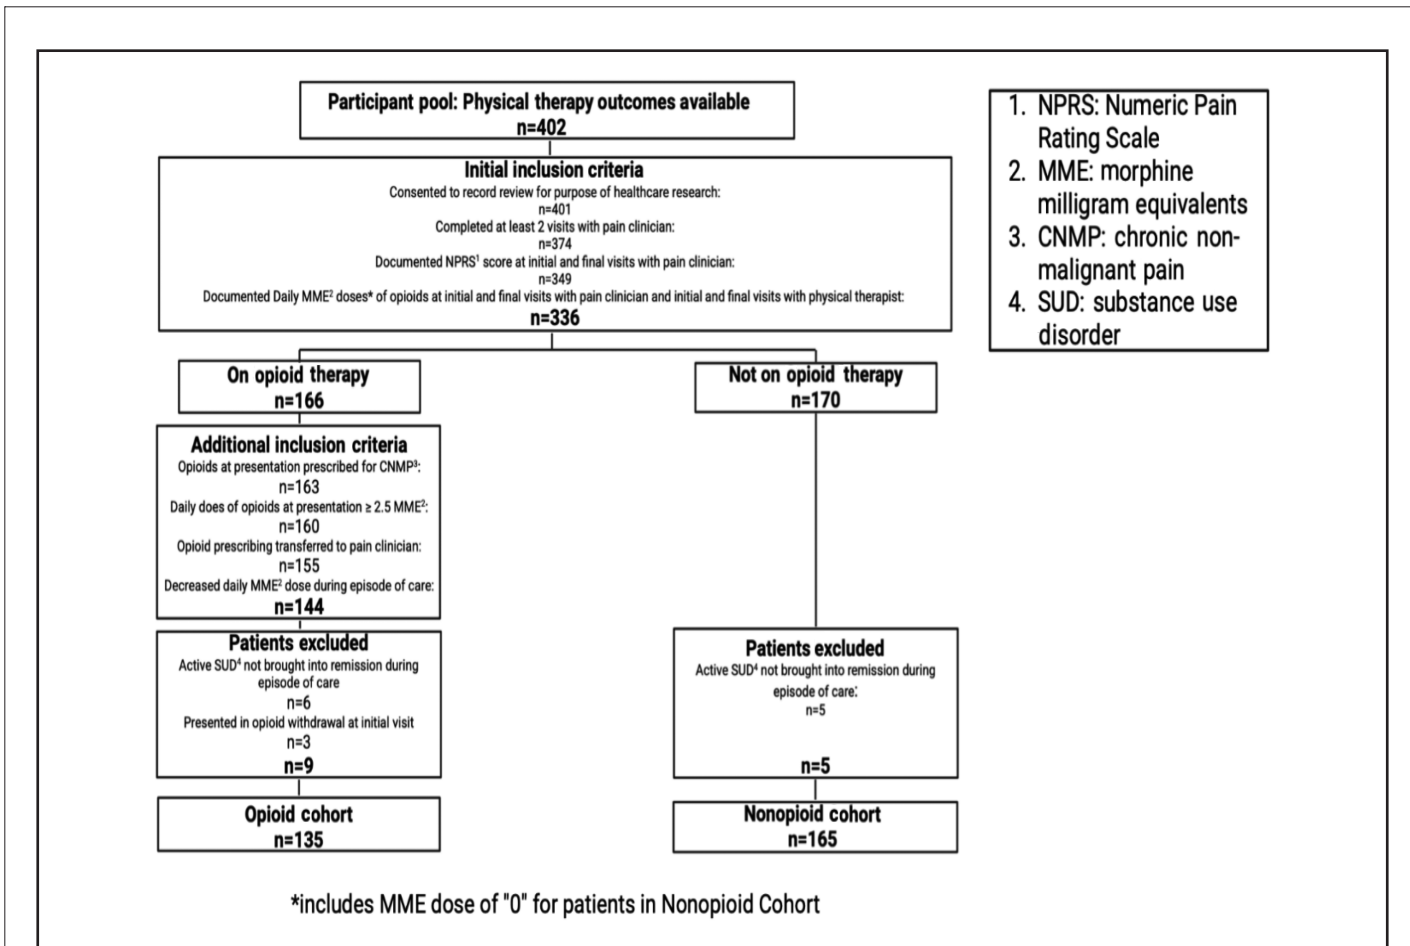 Participant pool: Physical therapy outcomes available
n=402
Initial inclusion criteria
Consented to record review for purpose of healthcare research:
n=401
Completed at least 2 visits with pain clinician:
n=374
Documented NPRS¹ score at initial and final visits with pain clinician:
n=349
Documented Daily MME² doses* of opioids at initial and final visits with pain clinician and initial and final visits with physical therapist:
n=336
1. NPRS: Numeric Pain
Rating Scale
2. MME: morphine
milligram equivalents
3. CNMP: chronic non-
malignant pain
4. SUD: substance use
disorder
On opioid therapy
n=166
Additional inclusion criteria
Opioids at presentation prescribed for CNMP³:
n=163
Daily does of opioids at presentation ≥ 2.5 MME²:
n=160
Opioid prescribing transferred to pain clinician:
n=155
Decreased daily MME² dose during episode of care:
n=144
Patients excluded
Active SUD⁴ not brought into remission during
episode of care
n=6
Presented in opioid withdrawal at initial visit
n=3
n=9
Opioid cohort
n=135
Not on opioid therapy
n=170
Patients excluded
Active SUD⁴ not brought into remission during
episode of care:
n=5
n=5
Nonopioid cohort
n=165
*includes MME dose of "0" for patients in Nonopioid Cohort